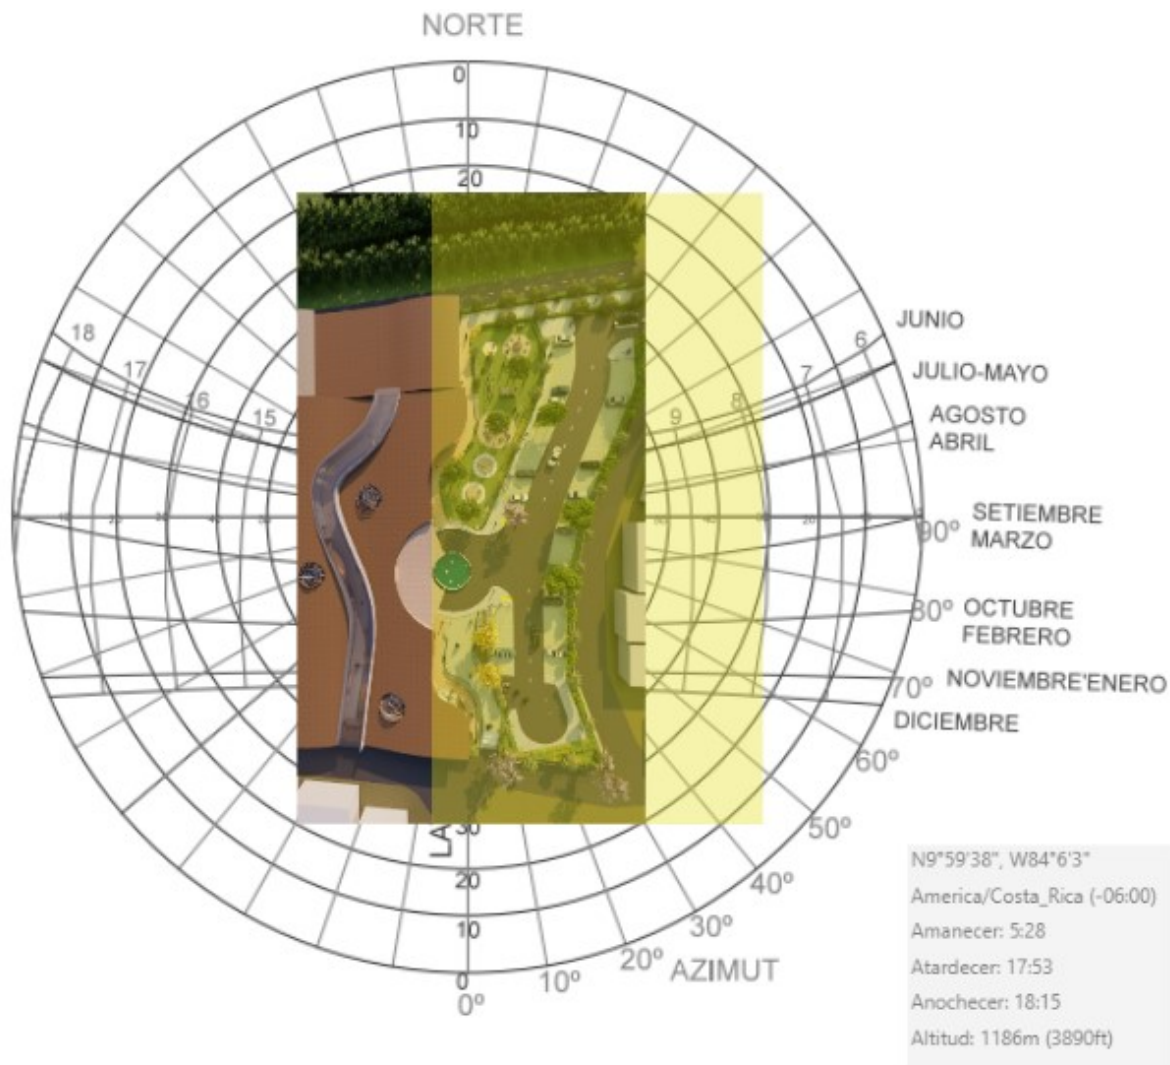 NORTE
0
10
20
JUNIO
18
6
17
7
JULIO-MAYO
16
15
9
8
AGOSTO
ABRIL
SETIEMBRE
90º
MARZO
80º
OCTUBRE
FEBRERO
70º
NOVIEMBRE'ENERO
DICIEMBRE
60º
50º
LA
30
20
40º
10
30º
20º
AZIMUT
0
10º
0º
N9°59'38", W84°6'3"
America/Costa_Rica (-06:00)
Amanecer: 5:28
Atardecer: 17:53
Anochecer: 18:15
Altitud: 1186m (3890ft)